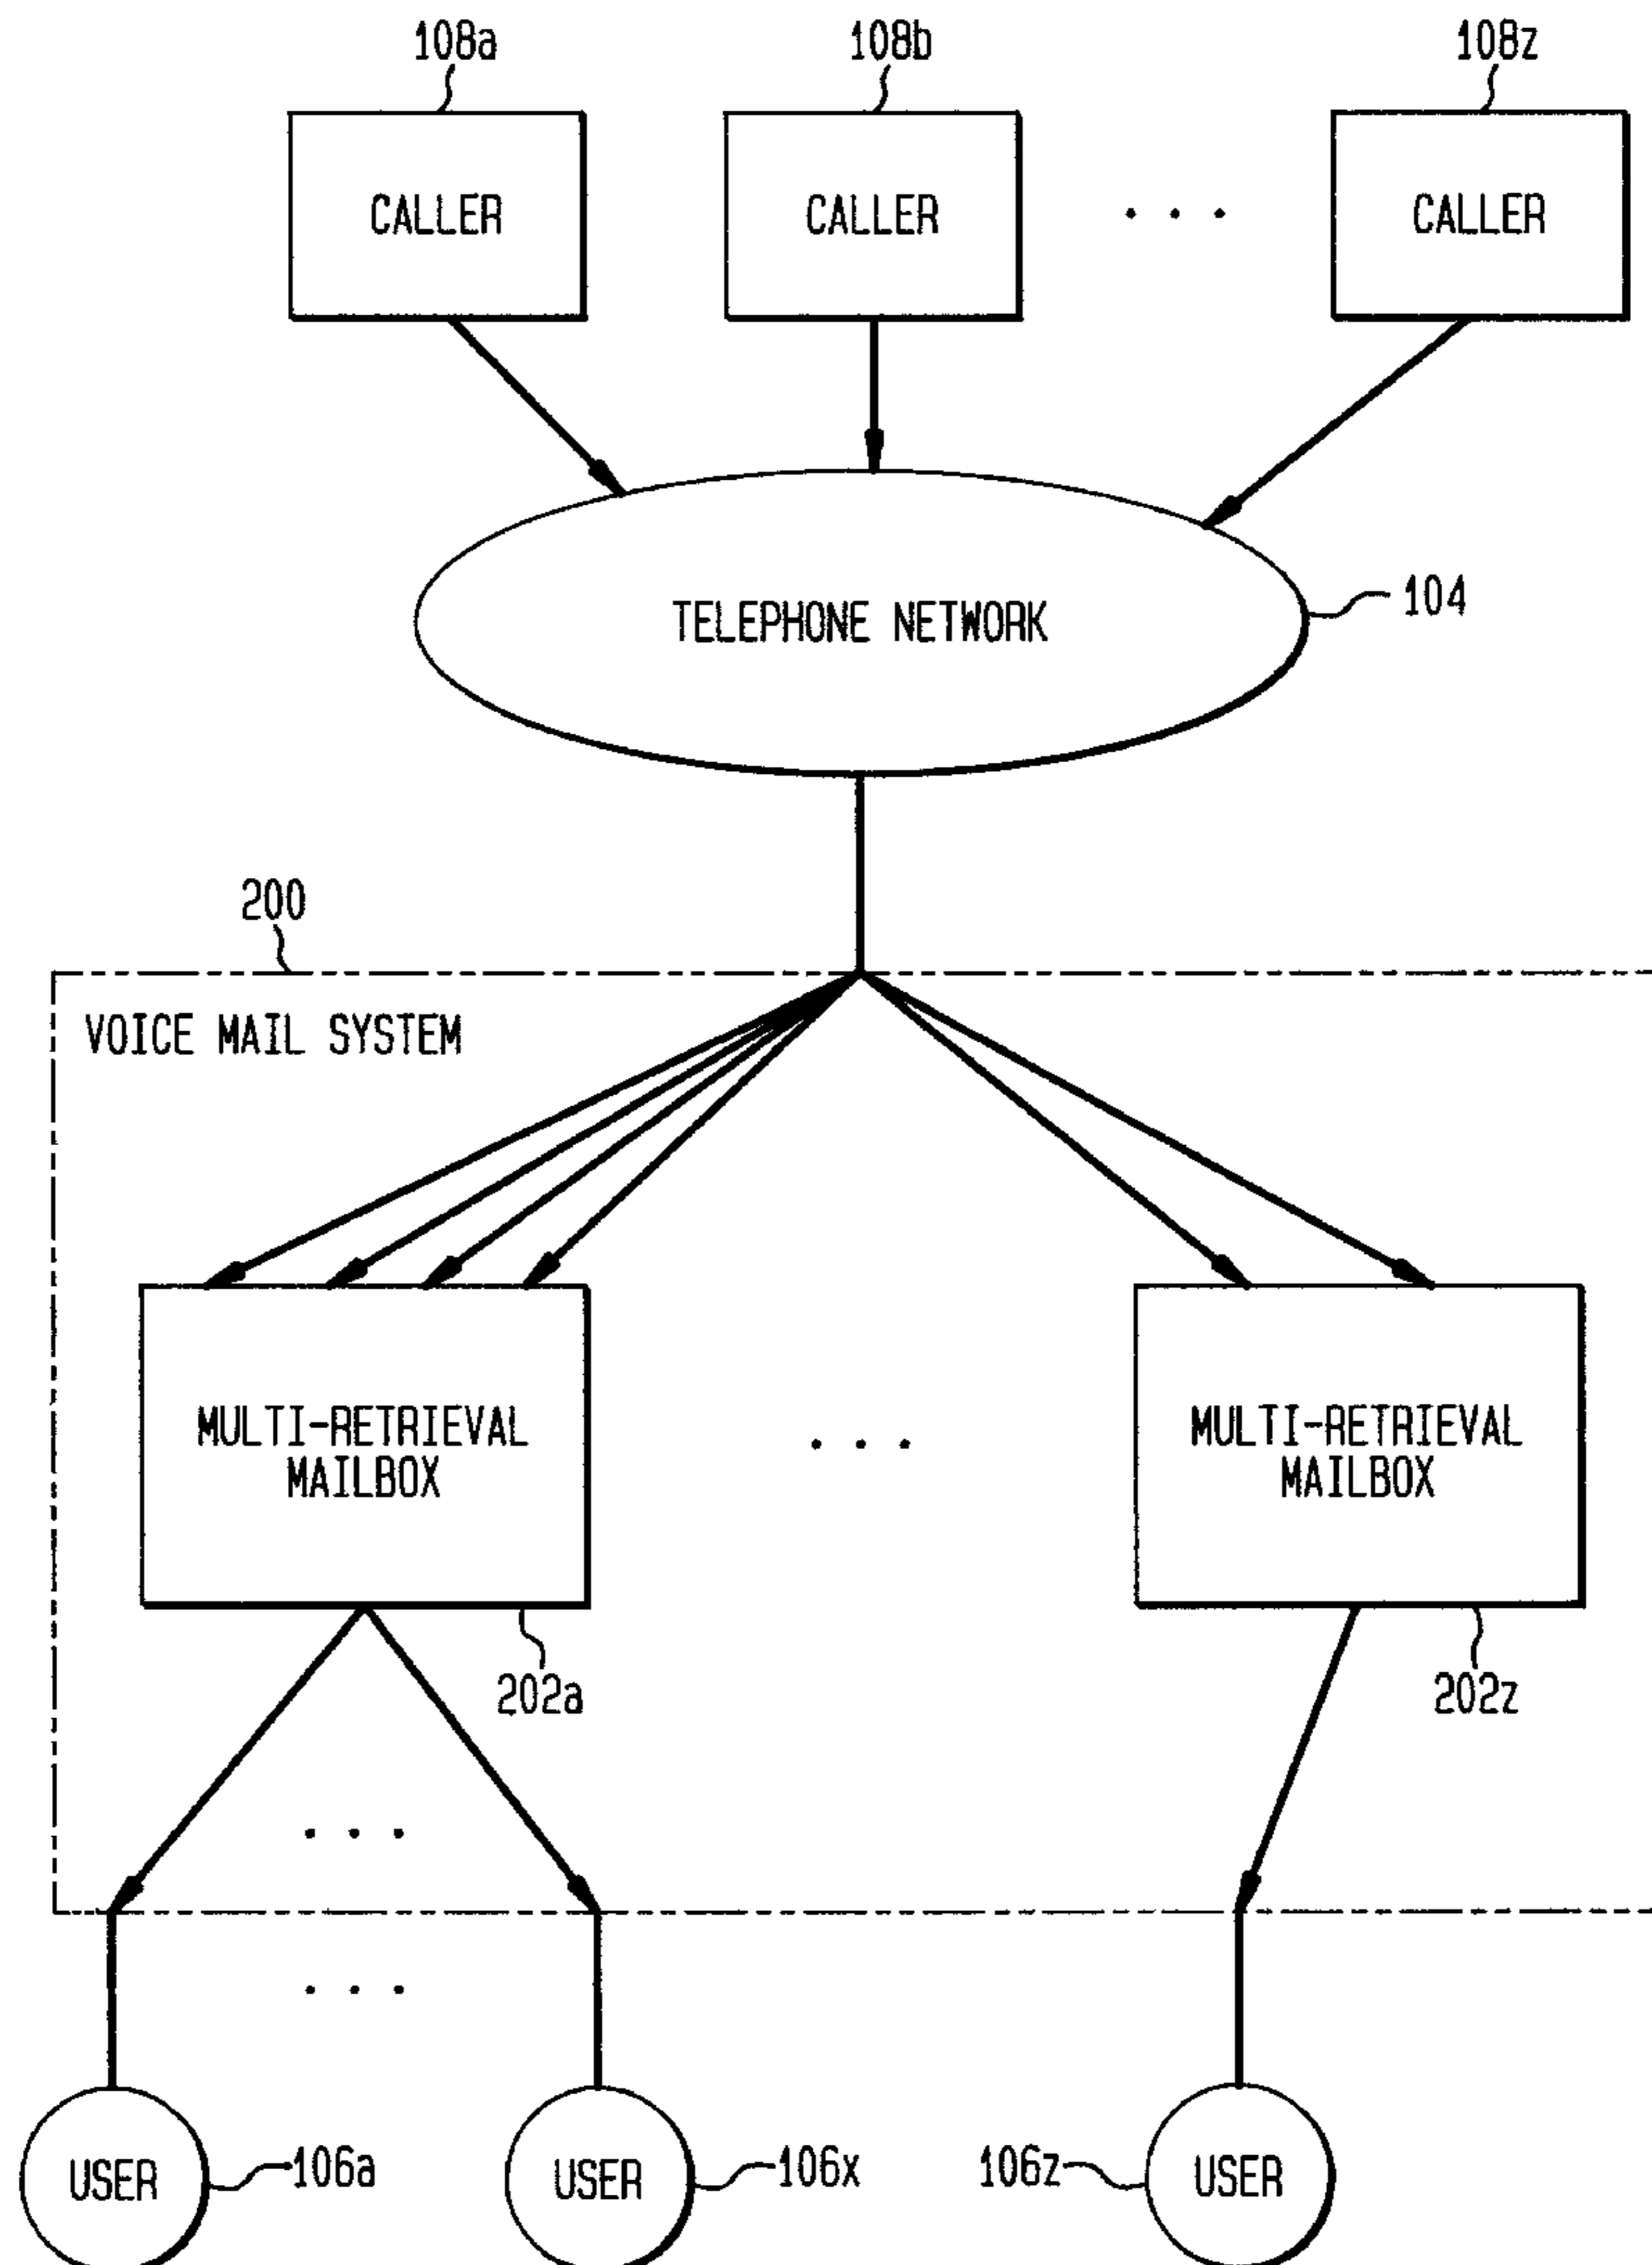 108a
108b
108z
CALLER
CALLER
. . .
CALLER
TELEPHONE NETWORK
104
200
VOICE MAIL SYSTEM
MULTI-RETRIEVAL
MAILBOX
. . .
MULTI-RETRIEVAL
MAILBOX
202a
202z
. . .
. . .
USER
106a
USER
106x
106z
USER